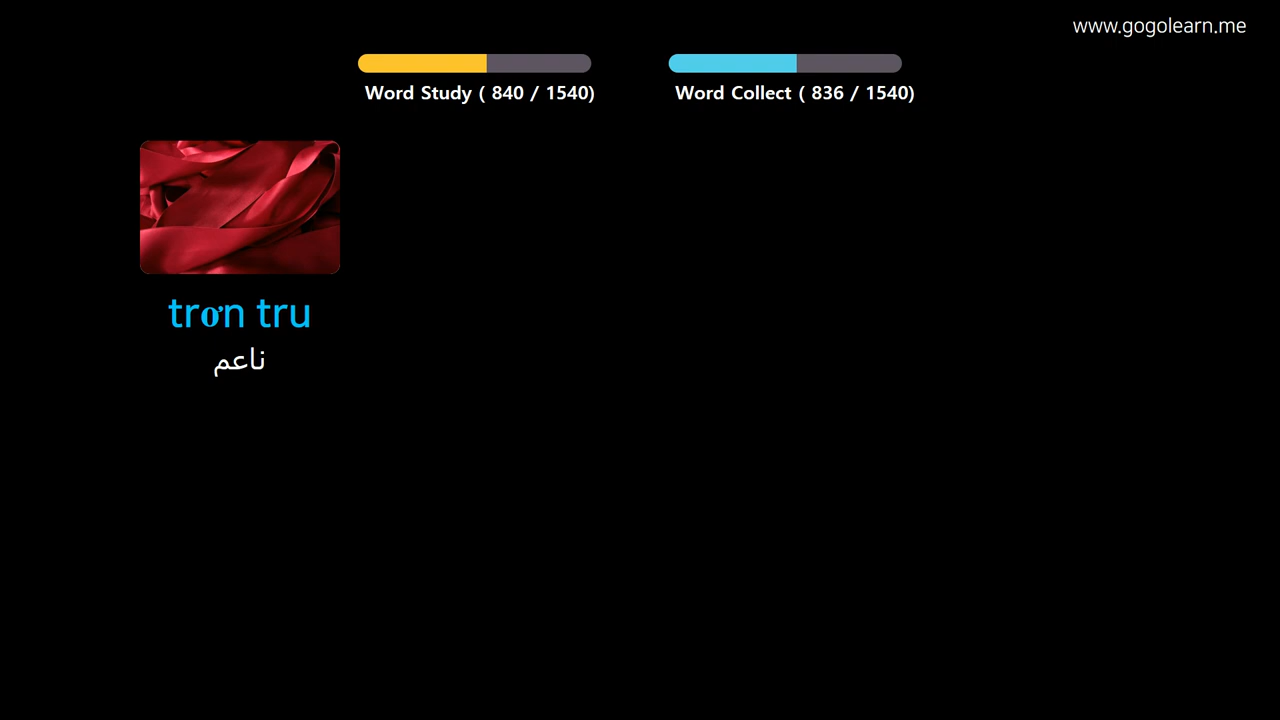 www.gogolearn.me
Word Study ( 840 / 1540)
Word Collect ( 836 / 1540)
trơn tru
ناعم